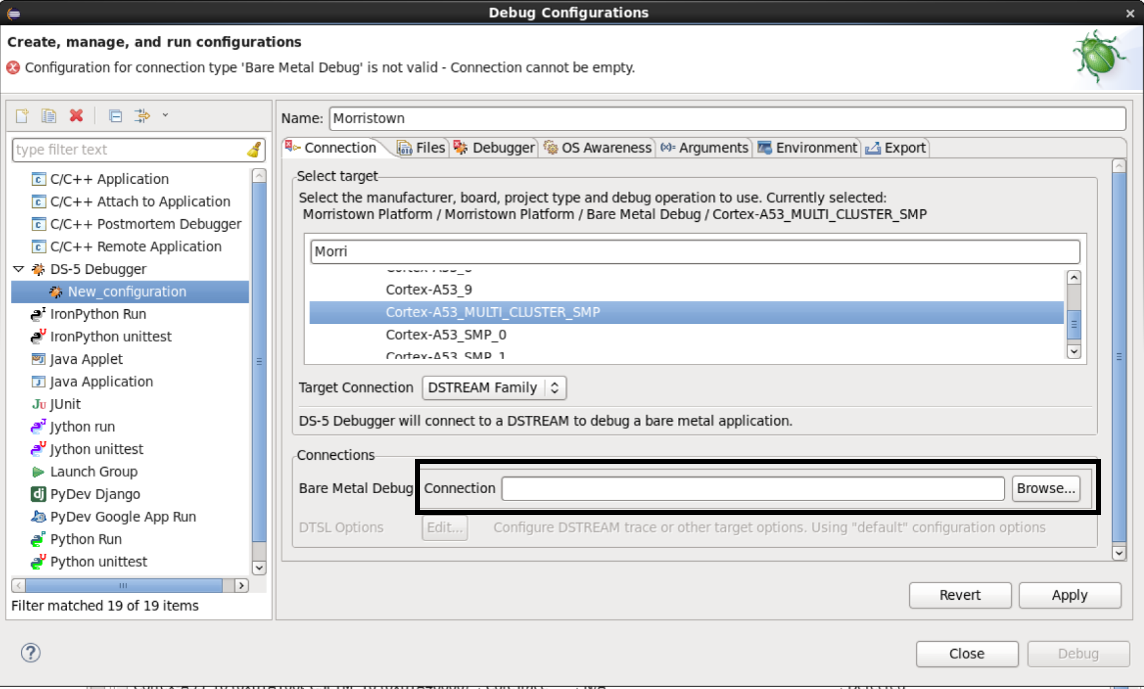 Debug Configurations
Create, manage, and run configurations
Configuration for connection type 'Bare Metal Debug' is not valid - Connection cannot be empty.
type filter text
C/C++ Application
C/C++ Attach to Application
C/C++ Postmortem Debugger
C/C++ Remote Application
DS-5 Debugger
New_configuration
IronPython Run
IronPython unittest
Java Applet
Java Application
JUnit
Jython run
Jython unittest
Launch Group
PyDev Django
PyDev Google App Run
Python Run
Python unittest
Filter matched 19 of 19 items
Name: Morristown
Connection Files Debugger OS Awareness Arguments Environment Export
Select target
Select the manufacturer, board, project type and debug operation to use. Currently selected:
Morristown Platform / Morristown Platform / Bare Metal Debug / Cortex-A53_MULTI_CLUSTER_SMP
Morri
Cortex-A53_8
Cortex-A53_9
Cortex-A53_MULTI_CLUSTER_SMP
Cortex-A53_SMP_0
Cortex-A53_SMP_1
Target Connection DSTREAM Family
DS-5 Debugger will connect to a DSTREAM to debug a bare metal application.
Connections
Bare Metal Debug Connection Browse...
DTSL Options Edit... Configure DSTREAM trace or other target options. Using "default" configuration options
Revert Apply
Close Debug